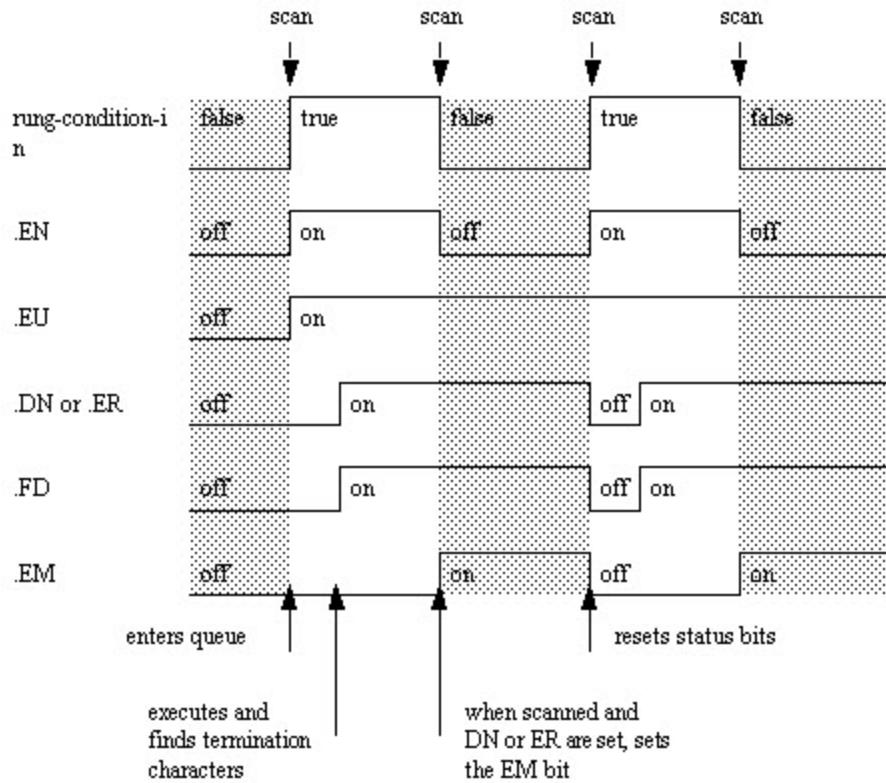 scan scan scan scan
rung-condition-i false true false true false
n
.EN off on off on off
.EU off on
.DN or .ER off on off on
.FD off on off on
.EM off on off on
enters queue resets status bits
executes and when scanned and
finds termination DN or ER are set, sets
characters the EM bit